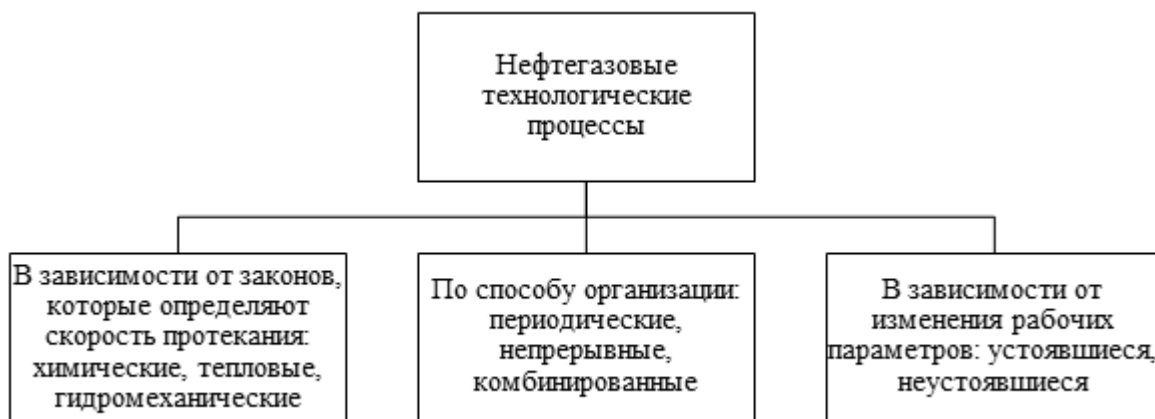 Нефтегазовые
технологические
процессы
В зависимости от законов,
которые определяют
скорость протекания:
химические, тепловые,
гидромеханические
По способу организации:
периодические,
непрерывные,
комбинированные
В зависимости от
изменения рабочих
параметров: устоявшиеся,
неустоявшиеся